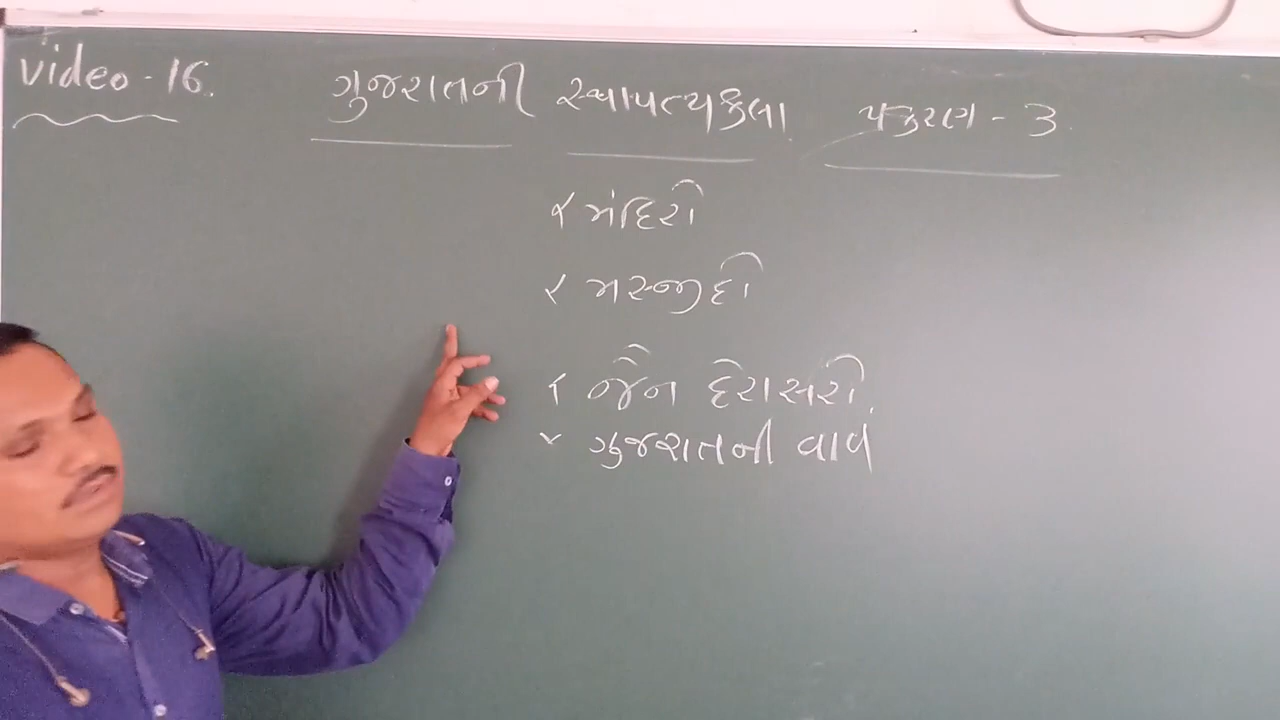 video - 16.
ગુજરાતની સ્થાપત્યકલા પ્રકરણ - 3
મંદિરો
મસ્જીદો
જૈન દેરાસરો.
ગુજરાતની વાવ